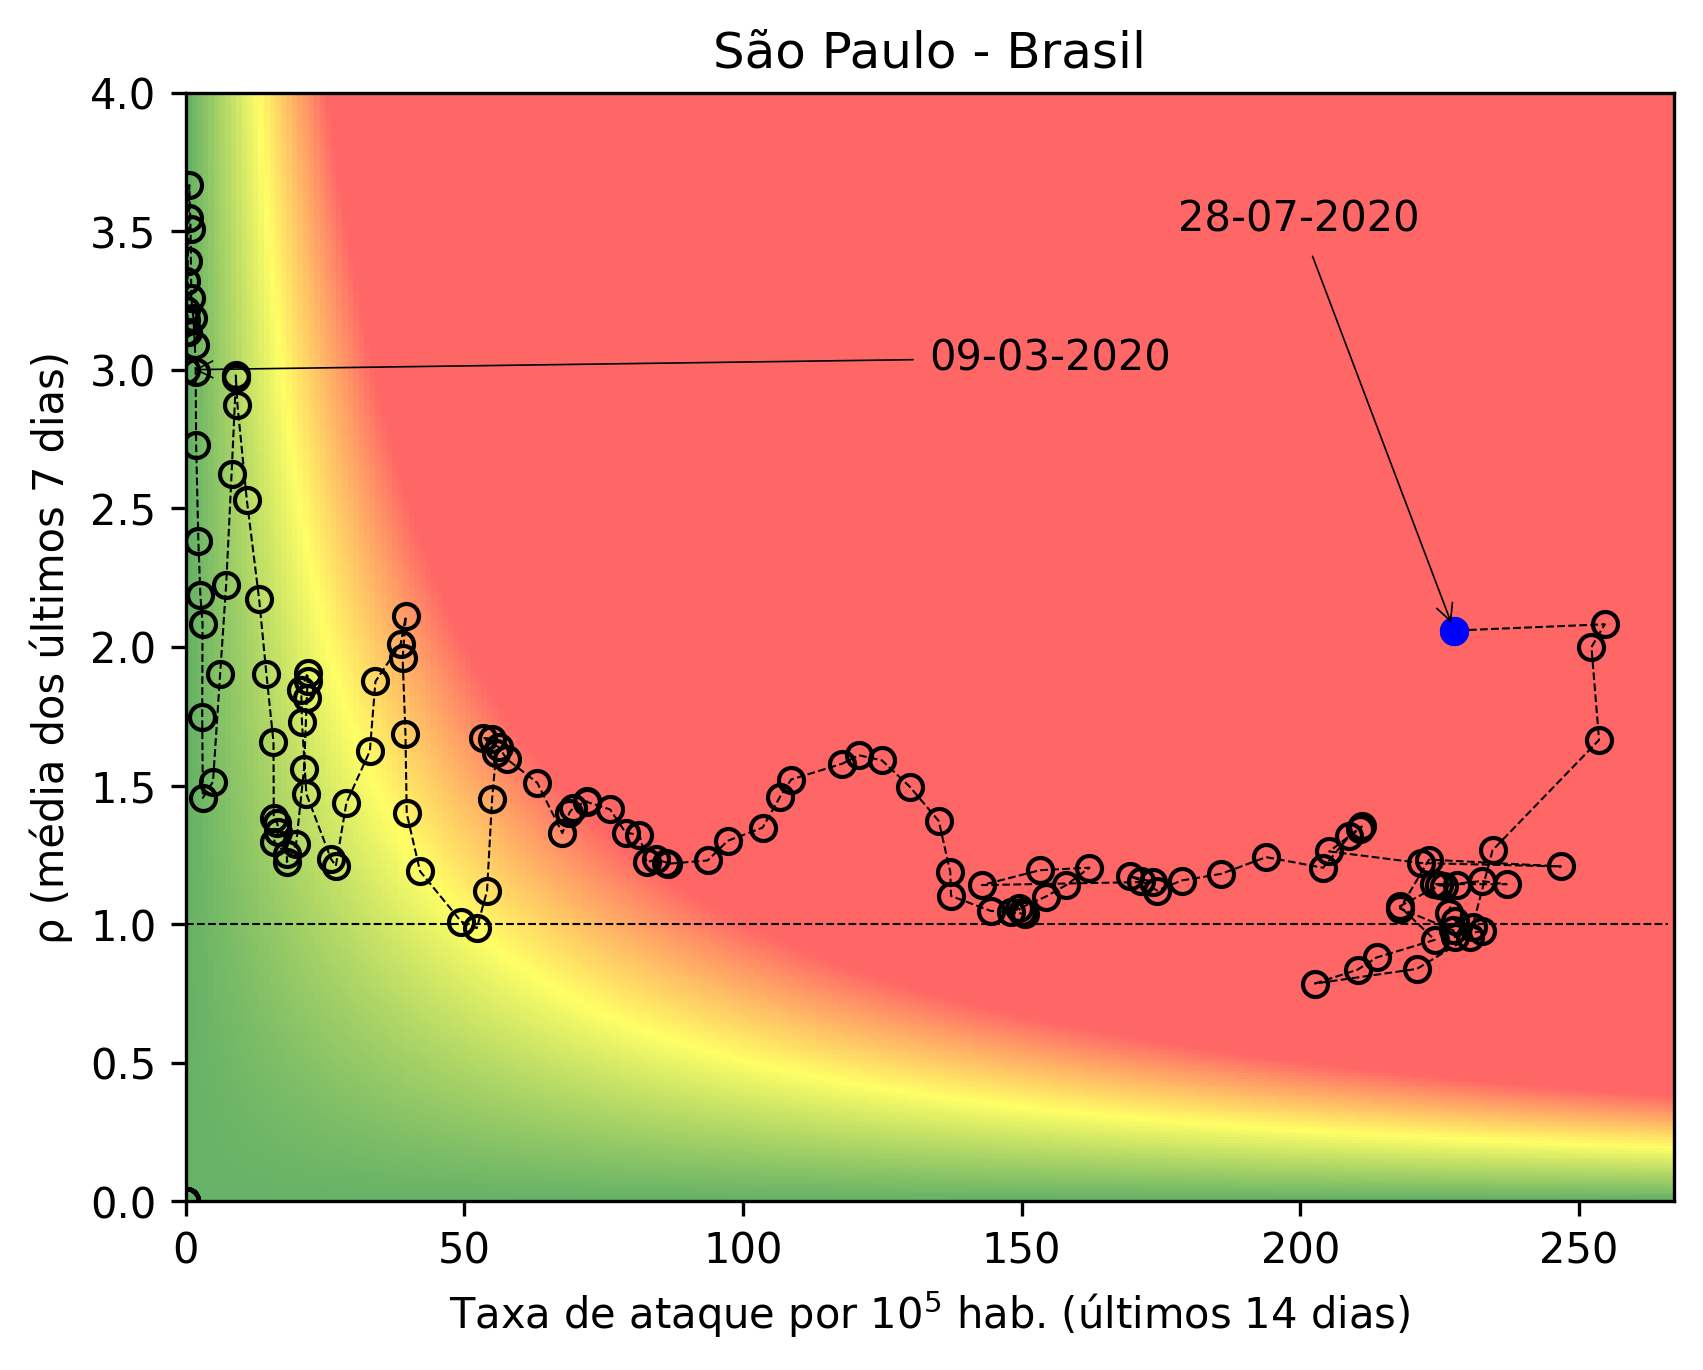 São Paulo - Brasil
4.0
3.5
3.0
2.5
2.0
1.5
1.0
0.5
0.0
ρ (média dos últimos 7 dias)
28-07-2020
09-03-2020
0 50 100 150 200 250
Taxa de ataque por 10⁵ hab. (últimos 14 dias)